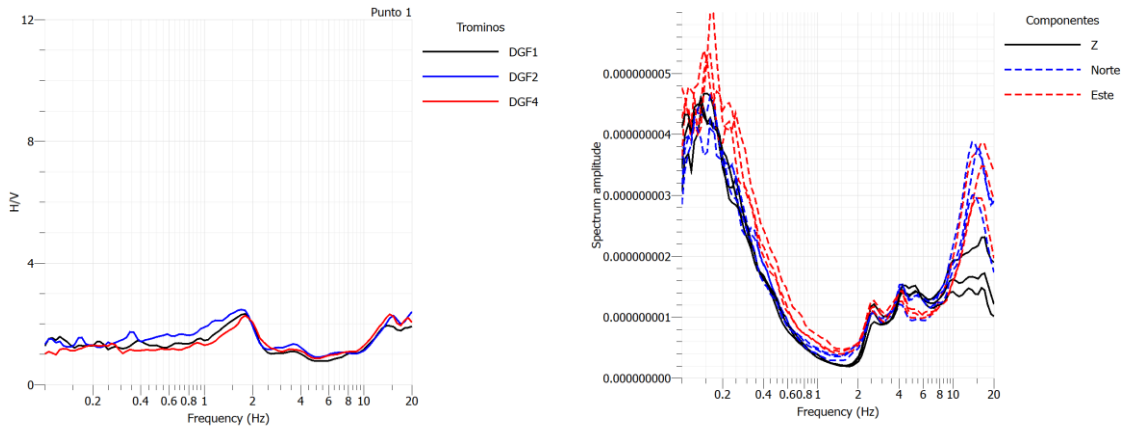 Punto 1
12
8
4
0
H/V
0.2 0.4 0.6 0.8 1 2 4 6 8 10 20
Frequency (Hz)
Trominos
DGF1
DGF2
DGF4
0.000000005
0.000000004
0.000000003
0.000000002
0.000000001
0.000000000
Spectrum amplitude
0.2 0.4 0.6 0.8 1 2 4 6 8 10 20
Frequency (Hz)
Componentes
Z
Norte
Este